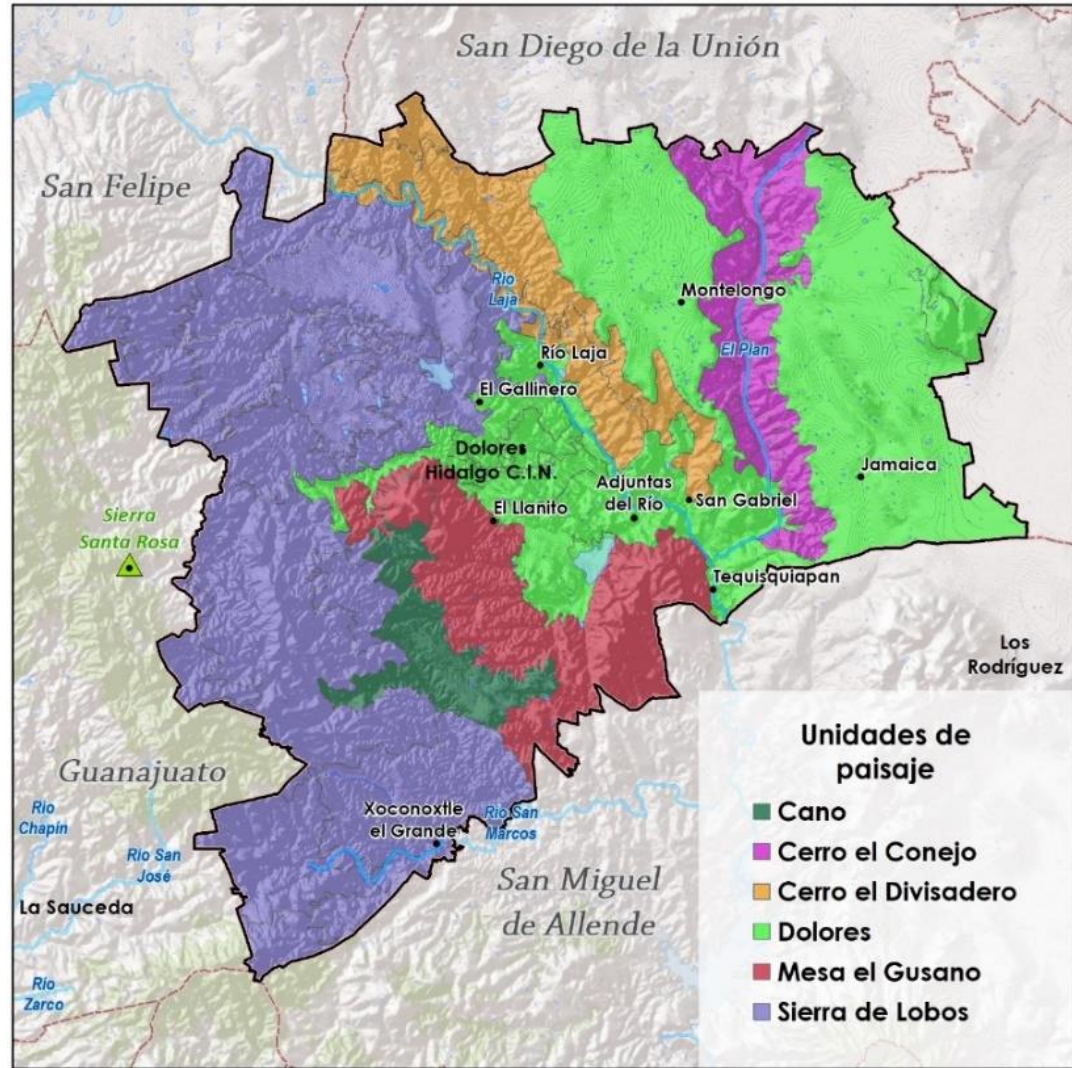 San Diego de la Unión
San Felipe
Río
Laja
Montelongo
El Plan
Río Laja
El Gallinero
Dolores
Hidalgo C.I.N.
Jamaica
Adjuntas
del Río
San Gabriel
El Llanito
Sierra
Santa Rosa
Tequisquiapan
Los
Rodríguez
Guanajuato
Xoconoxtle
el Grande
Río San
Marcos
Río
Chapín
Río San
José
San Miguel
de Allende
La Sauceda
Río
Zarco
Unidades de
paisaje
Cano
Cerro el Conejo
Cerro el Divisadero
Dolores
Mesa el Gusano
Sierra de Lobos